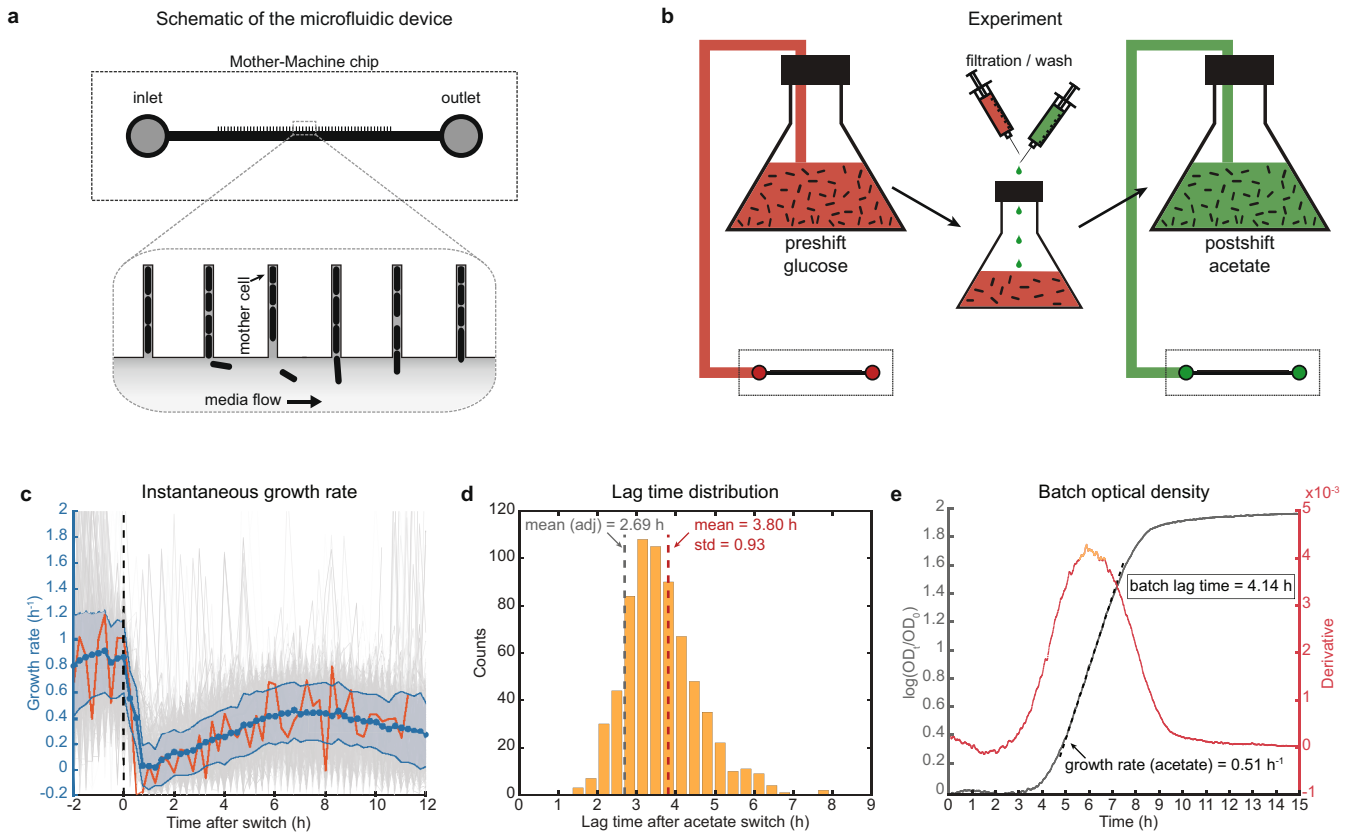 a
Schematic of the microfluidic device
Mother-Machine chip
inlet
outlet
mother cell
media flow
b
Experiment
filtration / wash
preshift
glucose
postshift
acetate
c
Instantaneous growth rate
Growth rate (h⁻¹)
2
1.8
1.6
1.4
1.2
1
0.8
0.6
0.4
0.2
0
-0.2
-2
0
2
4
6
8
10
12
Time after switch (h)
d
Lag time distribution
mean (adj) = 2.69 h
mean = 3.80 h
std = 0.93
Counts
120
100
80
60
40
20
0
0
1
2
3
4
5
6
7
8
9
Lag time after acetate switch (h)
e
Batch optical density
x10⁻³
log(ODₜ/OD₀)
2
1.8
1.6
1.4
1.2
1
0.8
0.6
0.4
0.2
0
batch lag time = 4.14 h
growth rate (acetate) = 0.51 h⁻¹
5
4
3
2
1
0
-1
Derivative
0
1
2
3
4
5
6
7
8
9
10
11
12
13
14
15
Time (h)